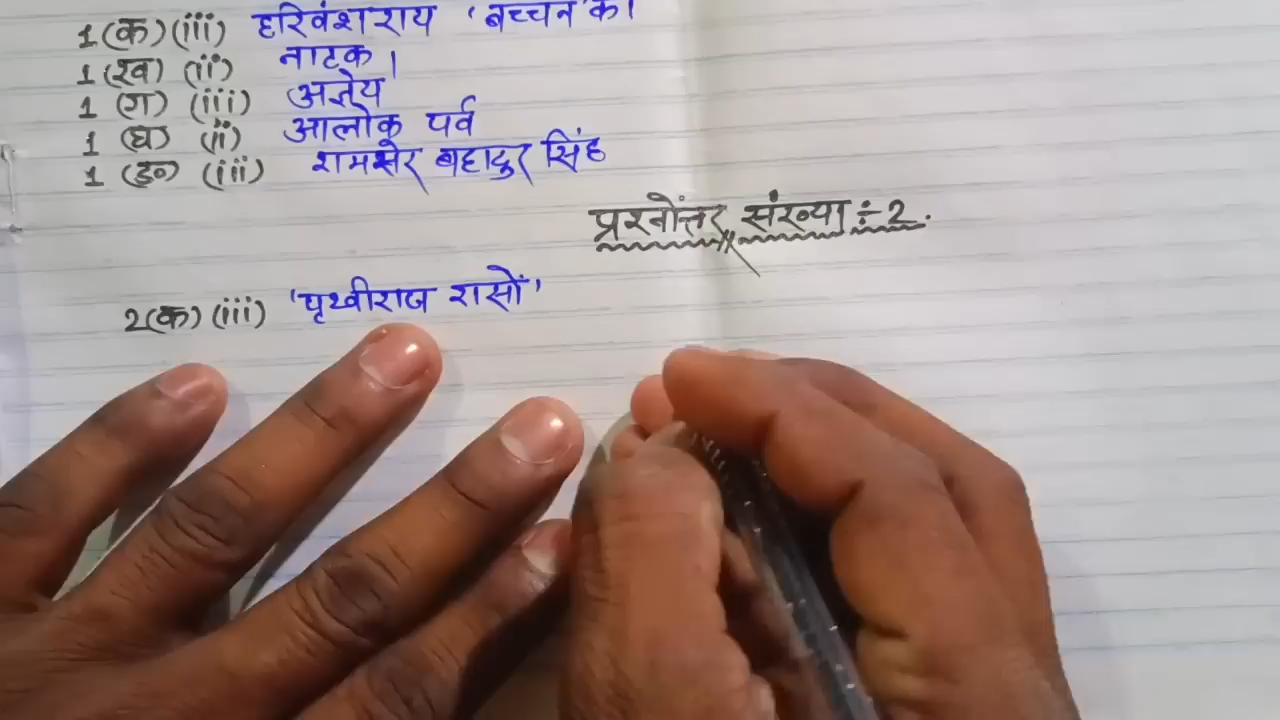 1 (क) (iii) हरिवंशराय 'बच्चन' का
1 (ख) (ii) नाटक।
1 (ग) (iii) अज्ञेय
1 (घ) (ii) आलोक पर्व
1 (ङ) (iii) शमसेर बहादुर सिंह
प्रश्नोंत्तर संख्या ÷ 2.
2 (क) (iii) 'पृथ्वीराज रासों'